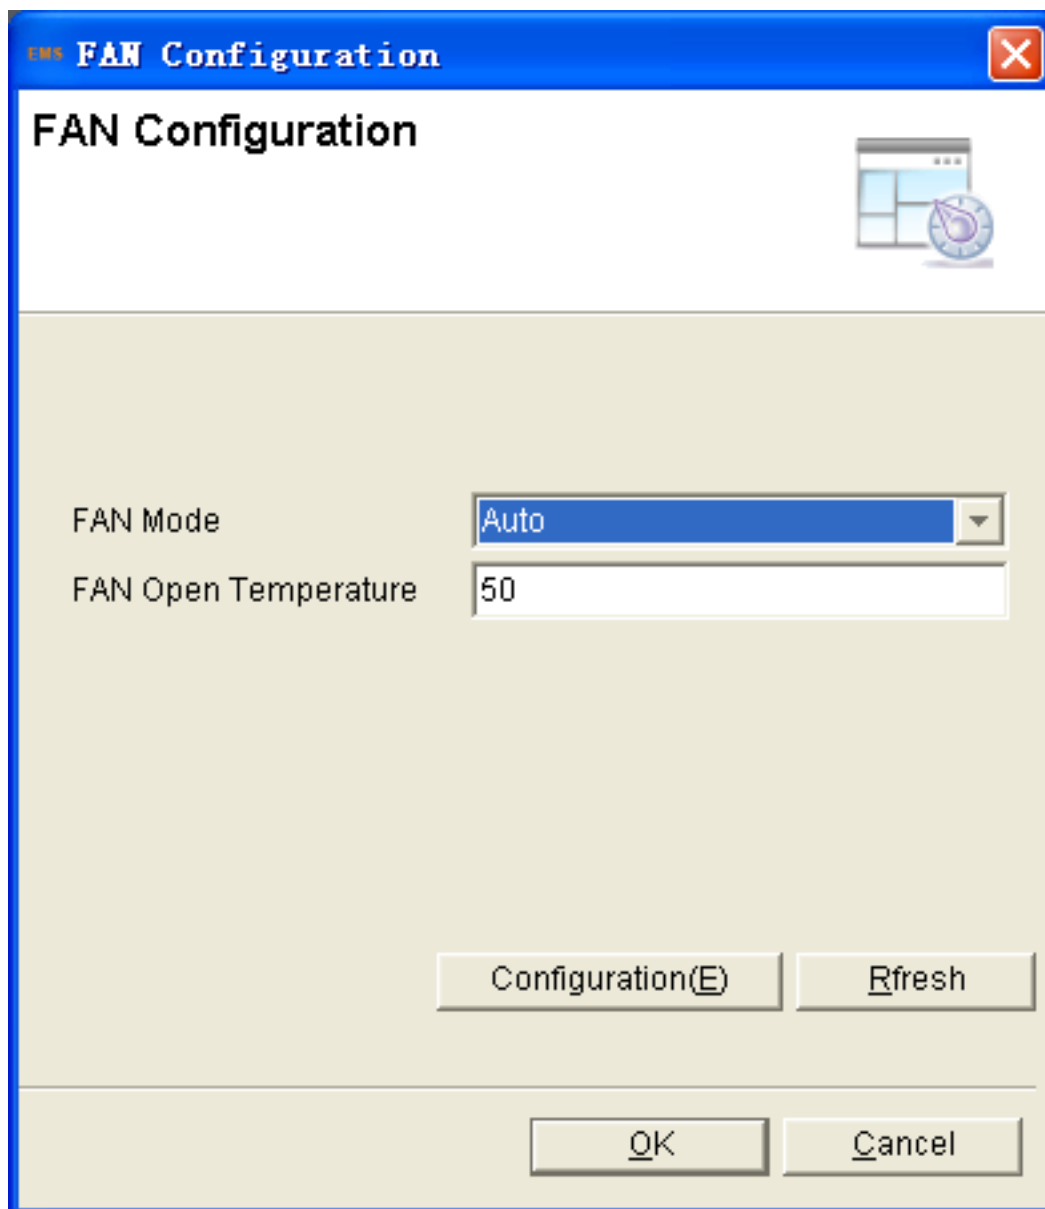 EMS FAN Configuration
FAN Configuration
FAN Mode Auto
FAN Open Temperature 50
Configuration(E) Rfresh
OK Cancel